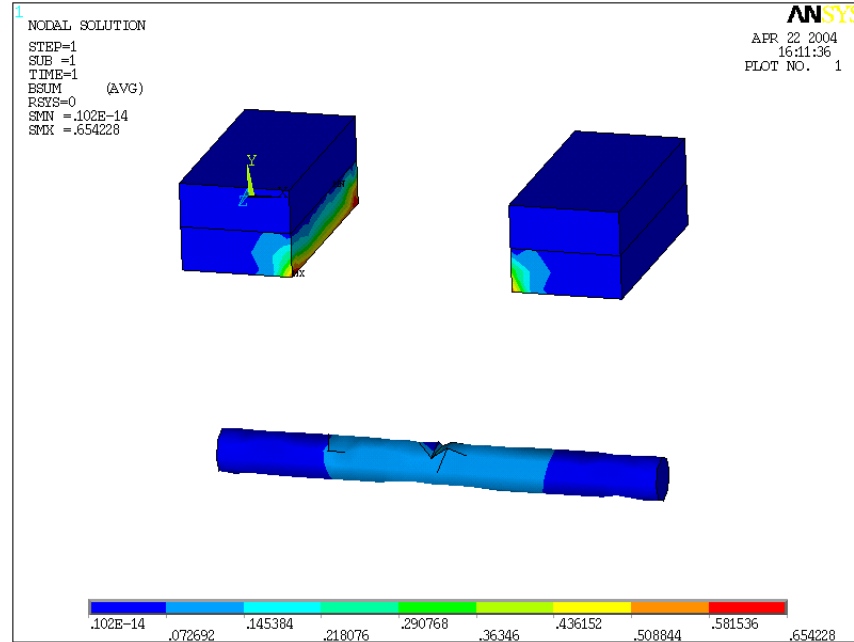 1
NODAL SOLUTION
STEP=1
SUB =1
TIME=1
BSUM (AVG)
RSYS=0
SMN =.102E-14
SMX =.654228
ANSYS
APR 22 2004
16:11:36
PLOT NO. 1
Y
Z
X
MN
MX
.102E-14 .145384 .290768 .436152 .581536
.072692 .218076 .36346 .508844 .654228